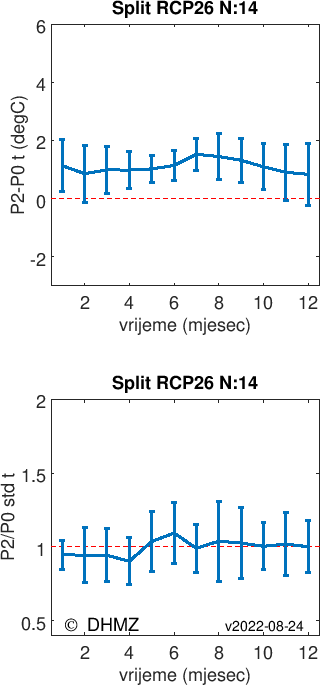 Split RCP26 N:14
6
4
2
0
-2
P2-P0 t (degC)
2 4 6 8 10 12
vrijeme (mjesec)
Split RCP26 N:14
2
1.5
1
0.5
P2/P0 std t
© DHMZ v2022-08-24
2 4 6 8 10 12
vrijeme (mjesec)